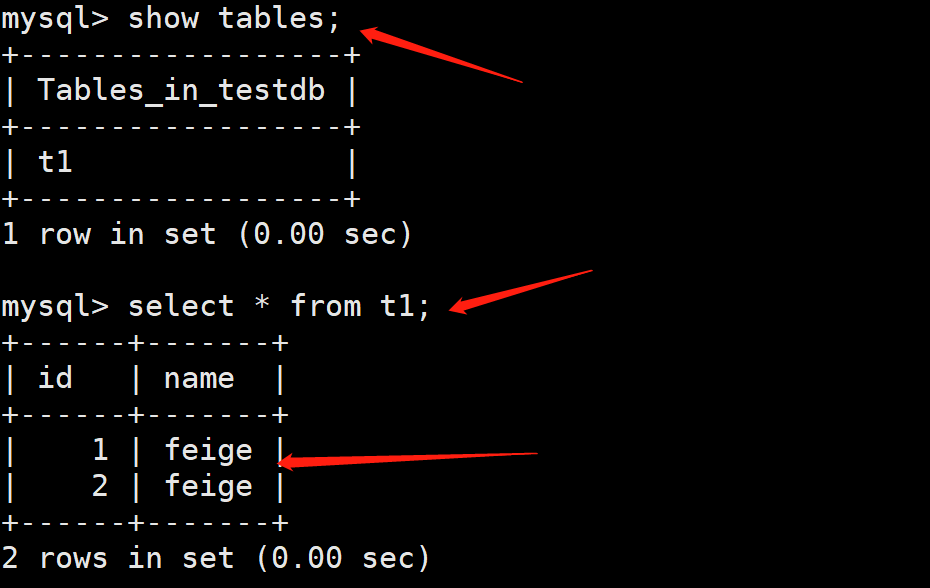 mysql> show tables;
+------------------+
| Tables_in_testdb |
+------------------+
| t1               |
+------------------+
1 row in set (0.00 sec)

mysql> select * from t1;
+------+-------+
| id   | name  |
+------+-------+
|    1 | feige |
|    2 | feige |
+------+-------+
2 rows in set (0.00 sec)